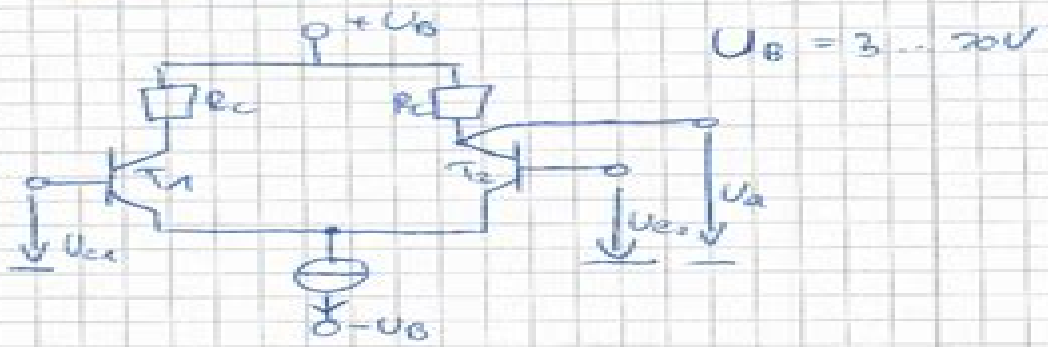 + UB
UB = 3 ... 20V
Rc
Rc
T1
T2
Ua
Ue1
Ue2
- UB